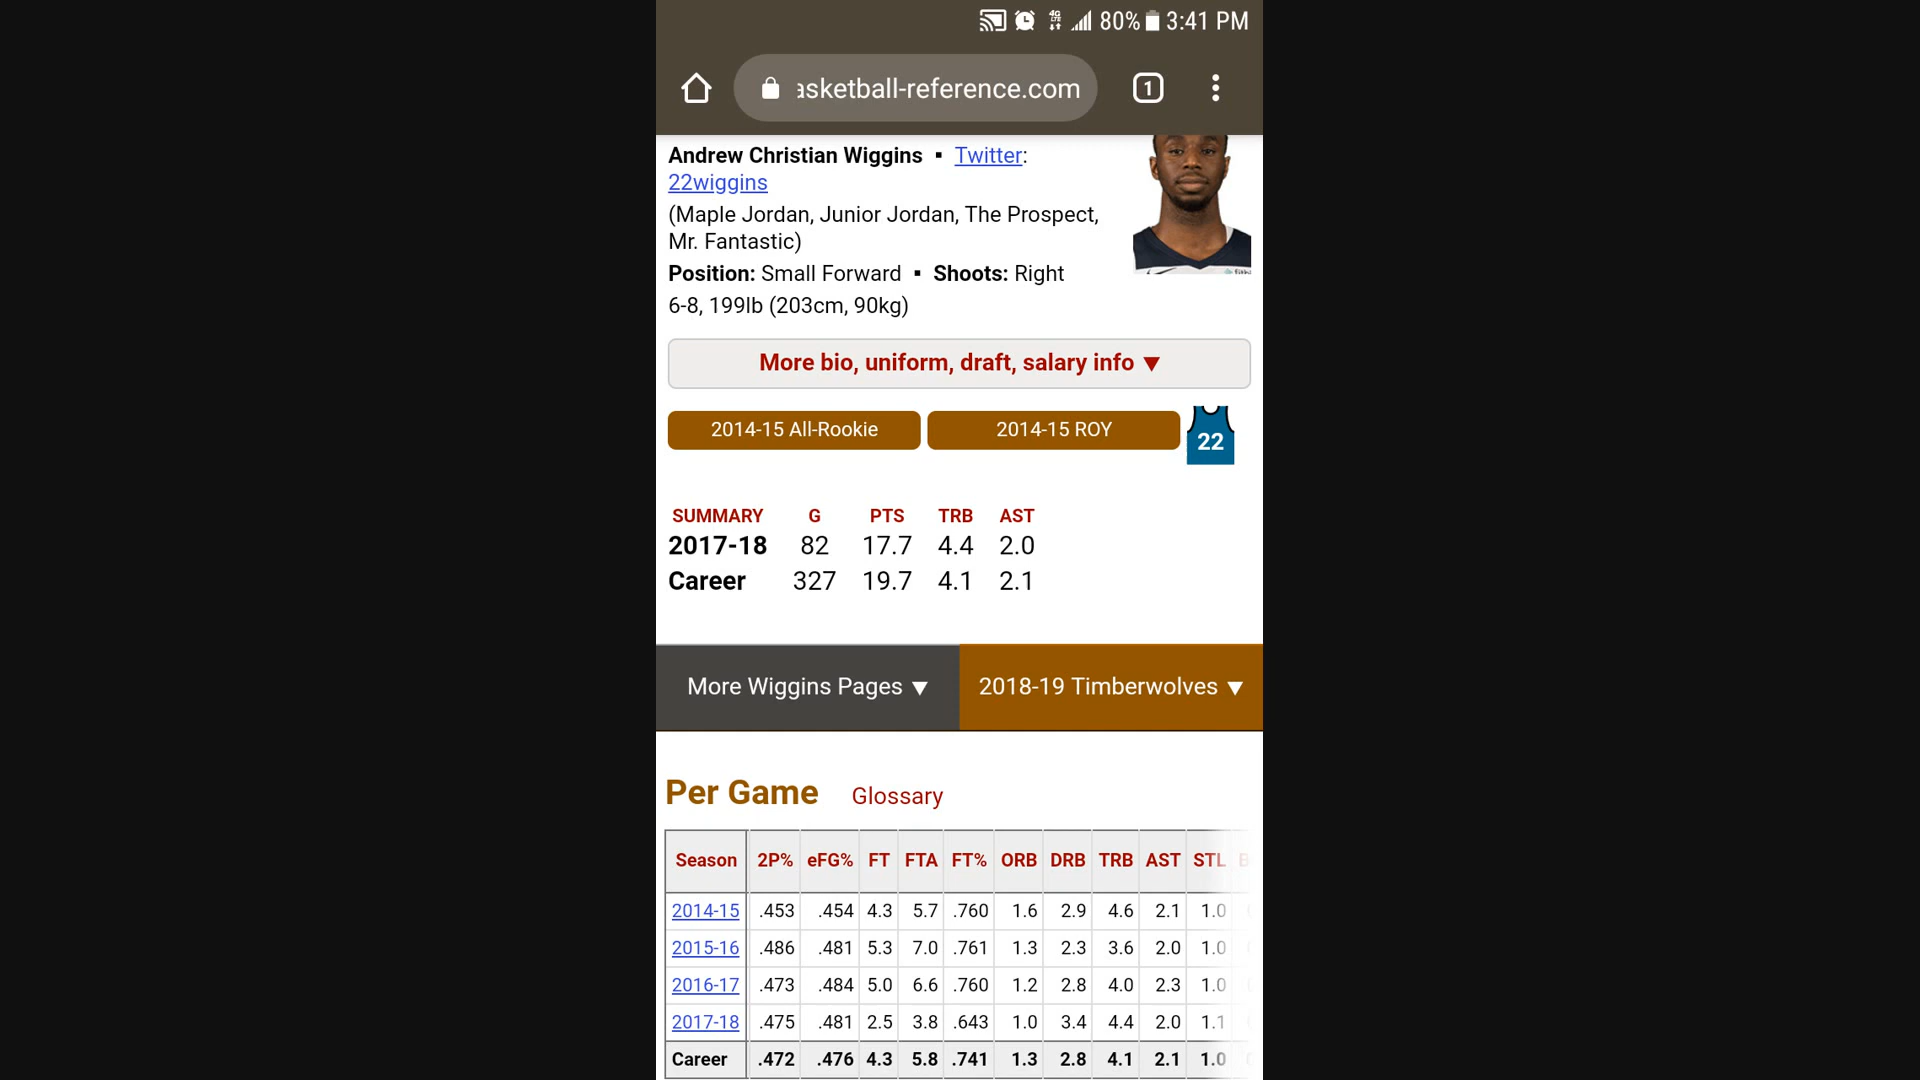 4G LTE 80% 3:41 PM
asketball-reference.com 1
Andrew Christian Wiggins ▪ Twitter:
22wiggins
(Maple Jordan, Junior Jordan, The Prospect,
Mr. Fantastic)
Position: Small Forward ▪ Shoots: Right
6-8, 199lb (203cm, 90kg)
More bio, uniform, draft, salary info ▼
2014-15 All-Rookie 2014-15 ROY 22
SUMMARY G PTS TRB AST
2017-18 82 17.7 4.4 2.0
Career 327 19.7 4.1 2.1
More Wiggins Pages ▼ 2018-19 Timberwolves ▼
Per Game Glossary
Season 2P% eFG% FT FTA FT% ORB DRB TRB AST STL
2014-15 .453 .454 4.3 5.7 .760 1.6 2.9 4.6 2.1 1.0
2015-16 .486 .481 5.3 7.0 .761 1.3 2.3 3.6 2.0 1.0
2016-17 .473 .484 5.0 6.6 .760 1.2 2.8 4.0 2.3 1.0
2017-18 .475 .481 2.5 3.8 .643 1.0 3.4 4.4 2.0 1.1
Career .472 .476 4.3 5.8 .741 1.3 2.8 4.1 2.1 1.0